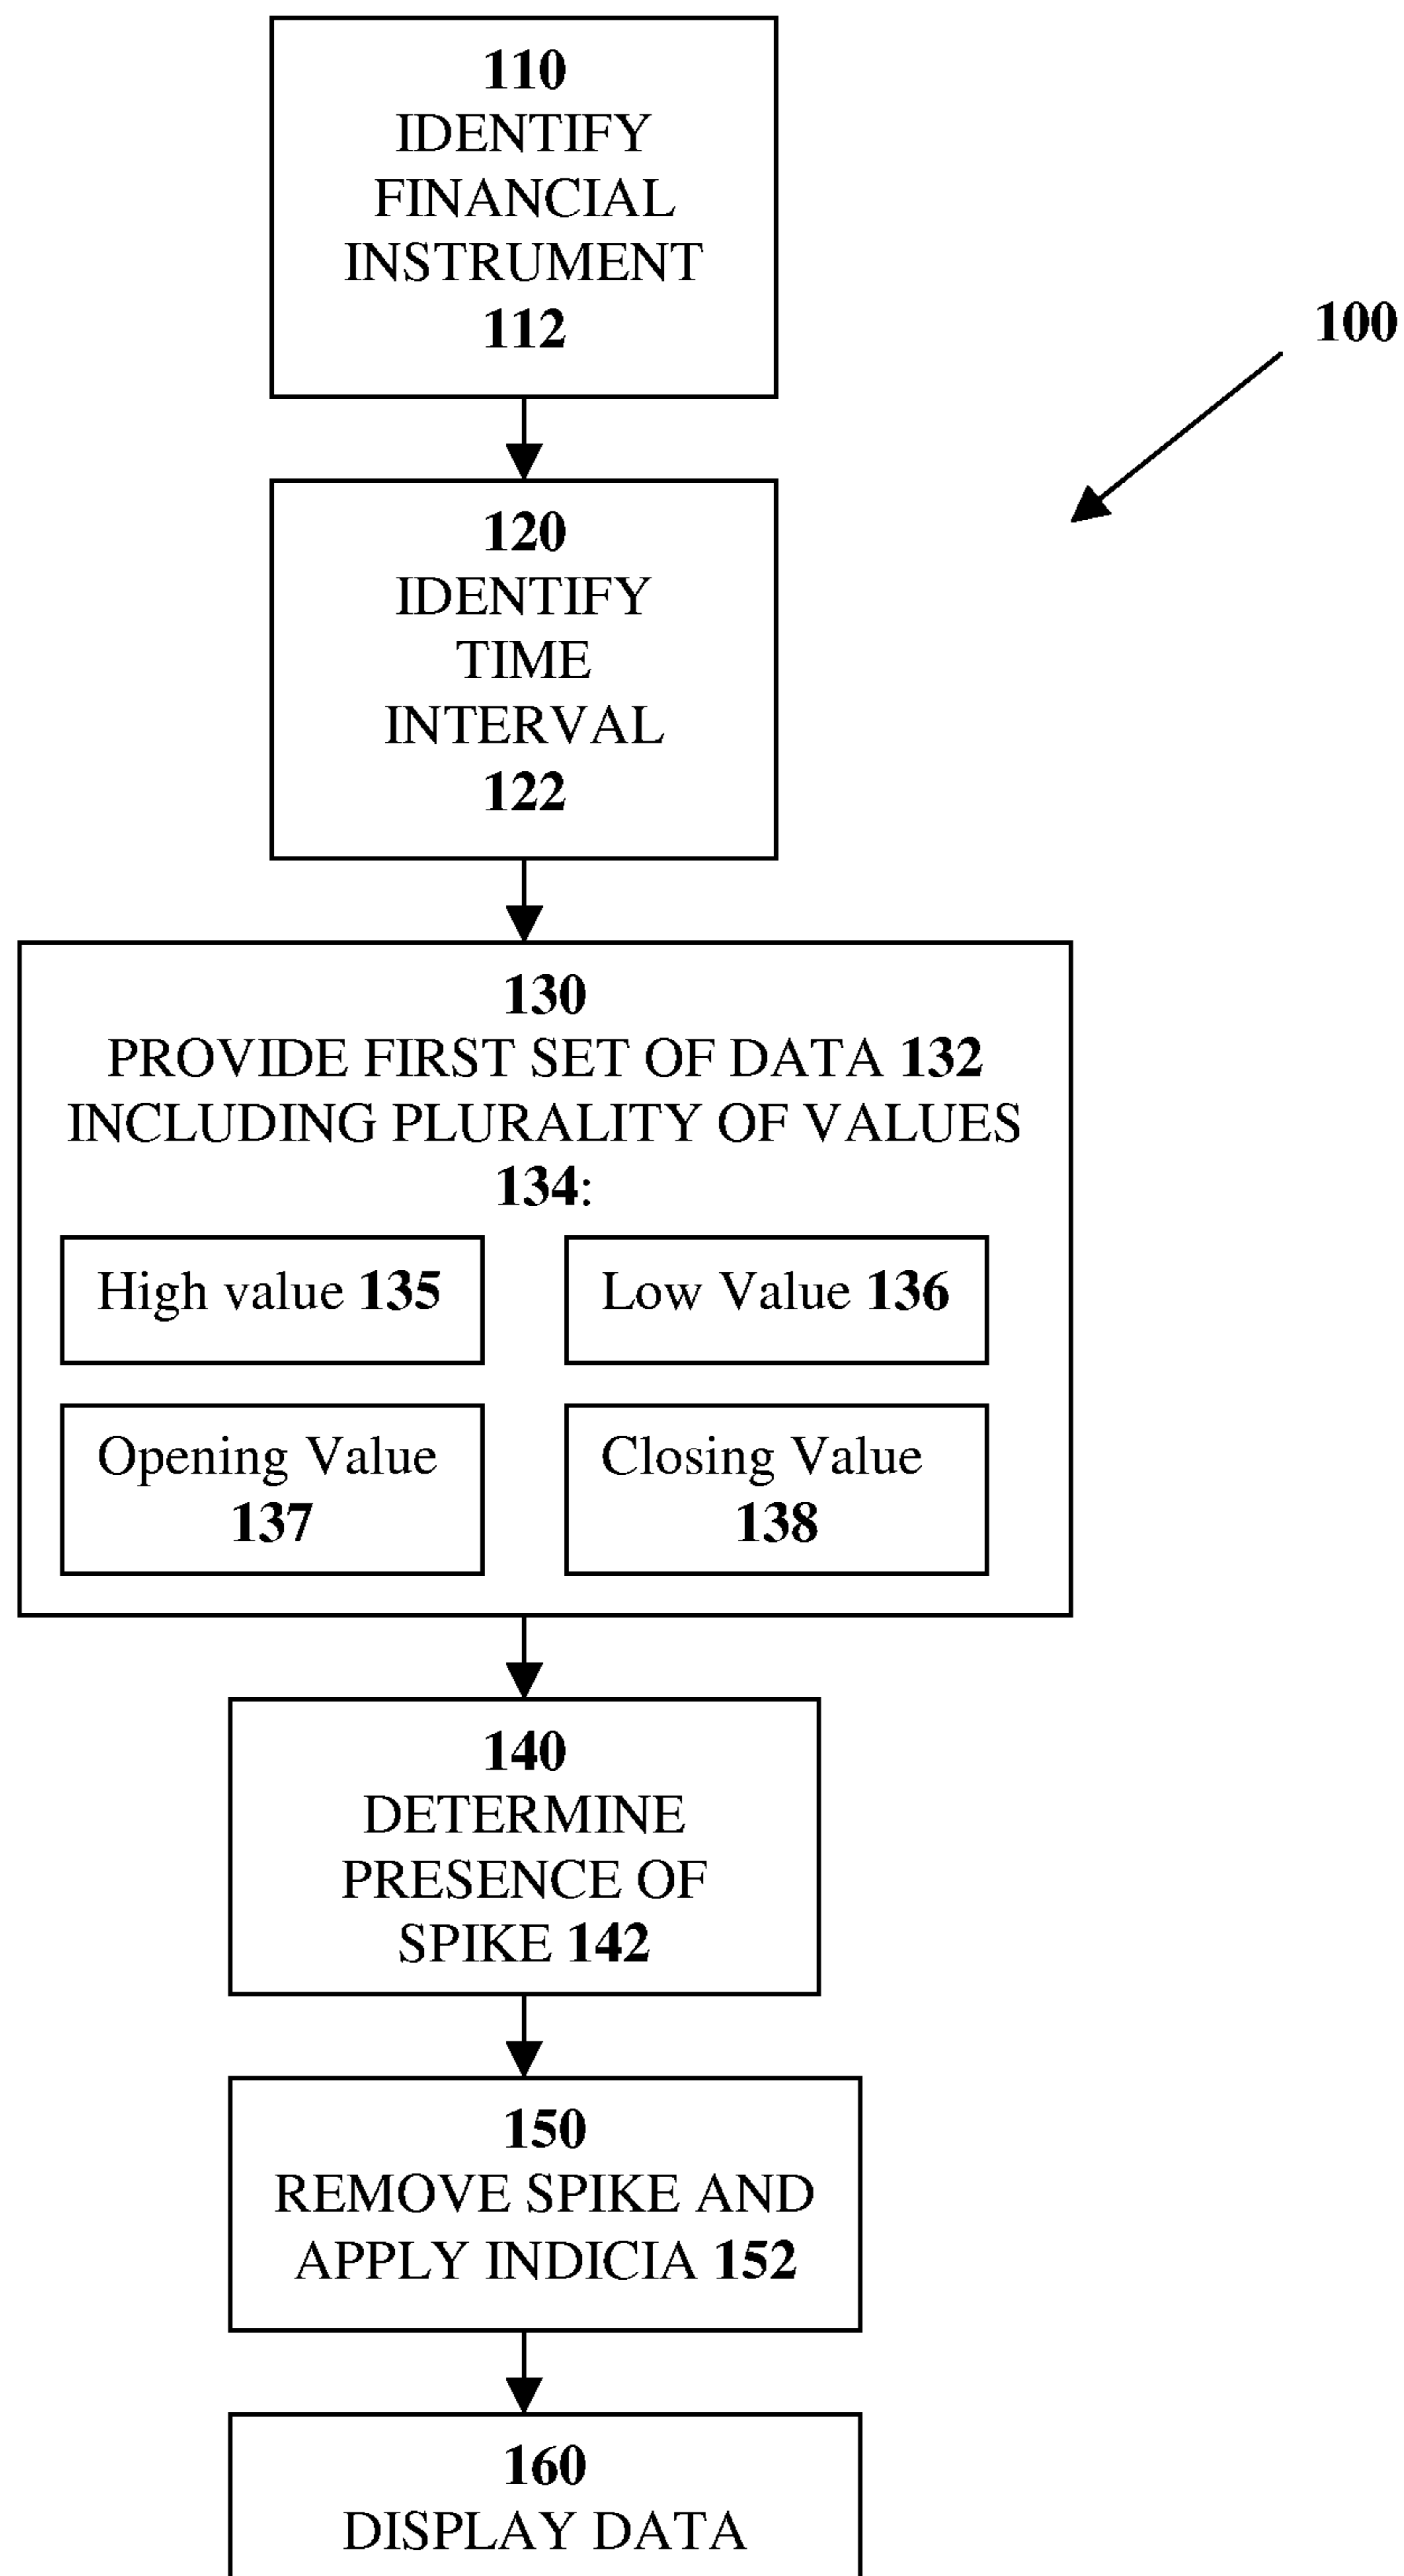 110
IDENTIFY
FINANCIAL
INSTRUMENT
112
100
120
IDENTIFY
TIME
INTERVAL
122
130
PROVIDE FIRST SET OF DATA 132
INCLUDING PLURALITY OF VALUES
134:
High value 135
Low Value 136
Opening Value
137
Closing Value
138
140
DETERMINE
PRESENCE OF
SPIKE 142
150
REMOVE SPIKE AND
APPLY INDICIA 152
160
DISPLAY DATA